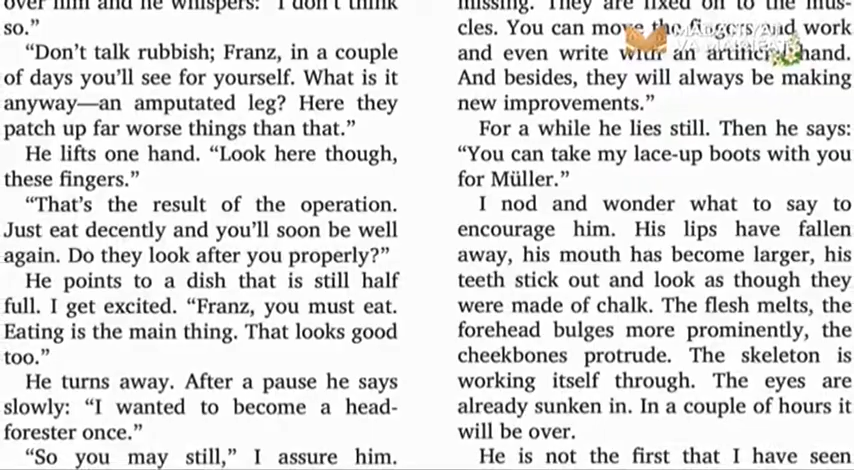 over him and he whispers: “I don’t think
so.”
“Don’t talk rubbish; Franz, in a couple
of days you’ll see for yourself. What is it
anyway—an amputated leg? Here they
patch up far worse things than that.”
He lifts one hand. “Look here though,
these fingers.”
“That’s the result of the operation.
Just eat decently and you’ll soon be well
again. Do they look after you properly?”
He points to a dish that is still half
full. I get excited. “Franz, you must eat.
Eating is the main thing. That looks good
too.”
He turns away. After a pause he says
slowly: “I wanted to become a head-
forester once.”
“So you may still,” I assure him.
missing. They are fixed on to the mus-
cles. You can move the fingers and work
and even write with an artificial hand.
And besides, they will always be making
new improvements.”
For a while he lies still. Then he says:
“You can take my lace-up boots with you
for Müller.”
I nod and wonder what to say to
encourage him. His lips have fallen
away, his mouth has become larger, his
teeth stick out and look as though they
were made of chalk. The flesh melts, the
forehead bulges more prominently, the
cheekbones protrude. The skeleton is
working itself through. The eyes are
already sunken in. In a couple of hours it
will be over.
He is not the first that I have seen